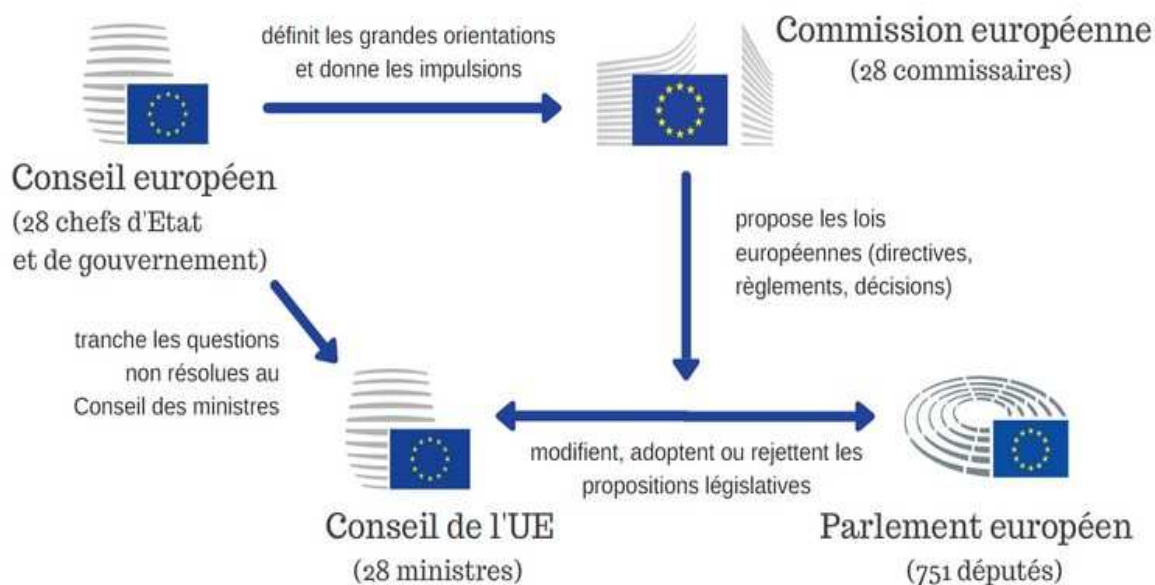 définit les grandes orientations
et donne les impulsions
Commission européenne
(28 commissaires)
Conseil européen
(28 chefs d'Etat
et de gouvernement)
propose les lois
européennes (directives,
règlements, décisions)
tranche les questions
non résolues au
Conseil des ministres
modifient, adoptent ou rejettent les
propositions législatives
Conseil de l'UE
(28 ministres)
Parlement européen
(751 députés)